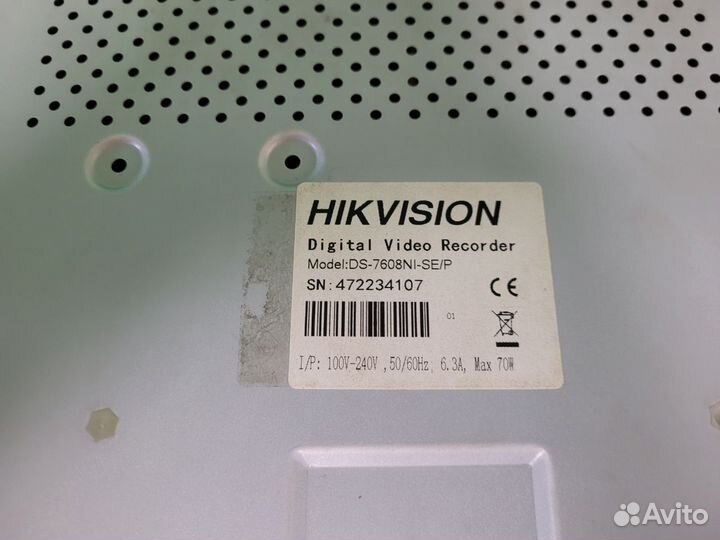 HIKVISION
Digital Video Recorder
Model:DS-7608NI-SE/P
SN:472234107
CE
01
I/P: 100V-240V ,50/60Hz, 6.3A, Max 70W
Avito